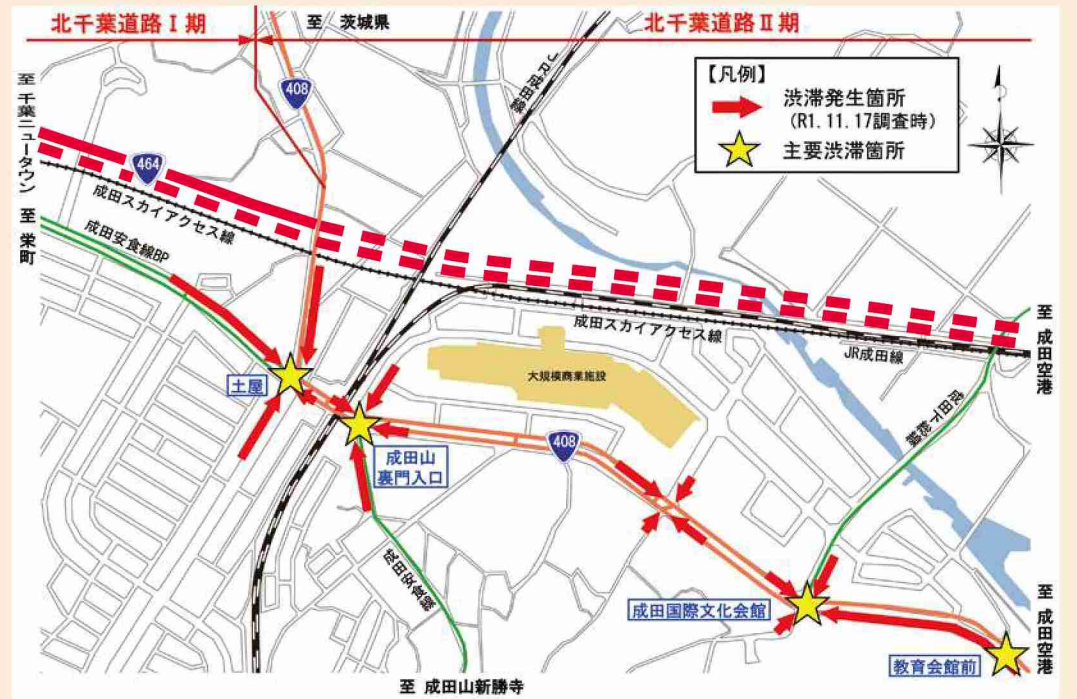 北千葉道路Ⅰ期
至 茨城県
北千葉道路Ⅱ期
408
JR成田線
【凡例】
渋滞発生箇所
(R1.11.17調査時)
主要渋滞箇所
至 千葉ニュータウン
464
成田スカイアクセス線
至 栄町
成田安食線BP
成田スカイアクセス線
JR成田線
至 成田空港
大規模商業施設
土屋
成田下総線
成田山
裏門入口
408
成田安食線
成田国際文化会館
教育会館前
至 成田空港
至 成田山新勝寺